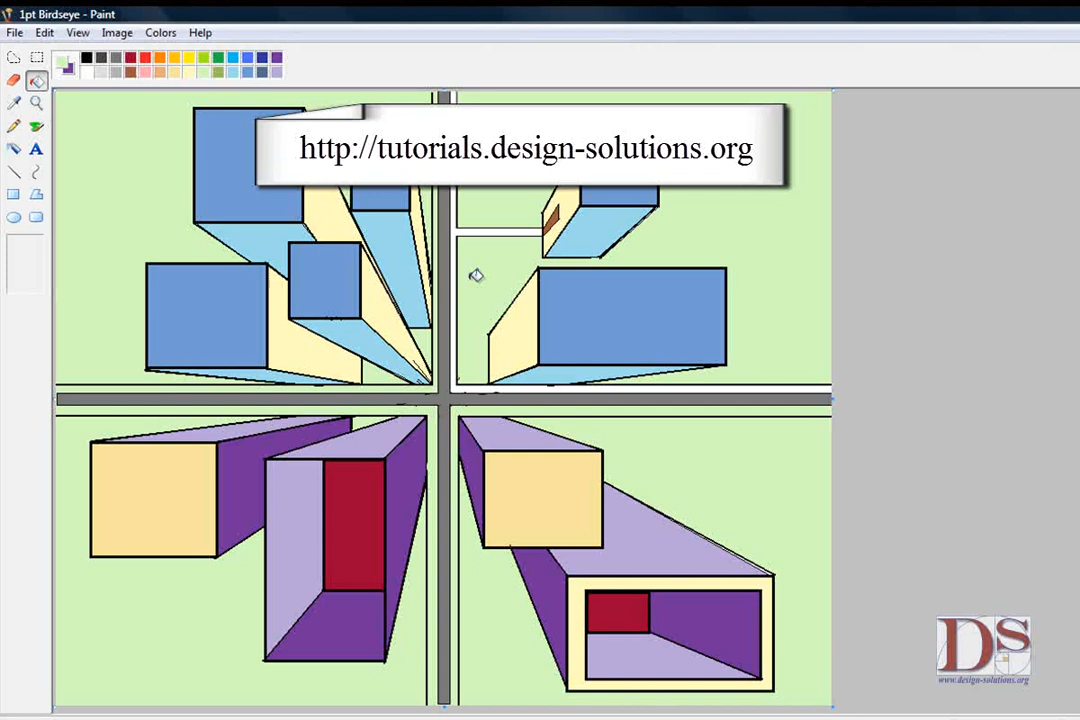 1pt Birdseye - Paint
File Edit View Image Colors Help
A
http://tutorials.design-solutions.org
DS
www.design-solutions.org